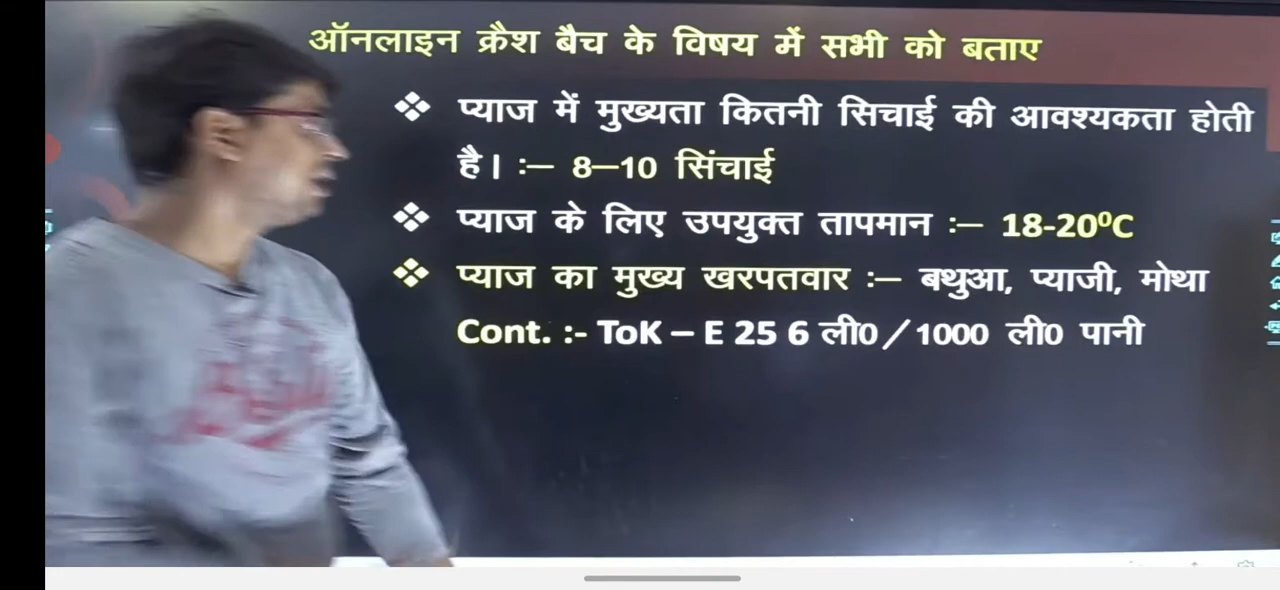 ऑनलाइन क्रैश बैच के विषय में सभी को बताए
❖ प्याज में मुख्यता कितनी सिचाई की आवश्यकता होती
है। :— 8—10 सिंचाई
❖ प्याज के लिए उपयुक्त तापमान :— 18-20⁰C
❖ प्याज का मुख्य खरपतवार :— बथुआ, प्याजी, मोथा
Cont. :- ToK – E 25 6 ली0 / 1000 ली0 पानी